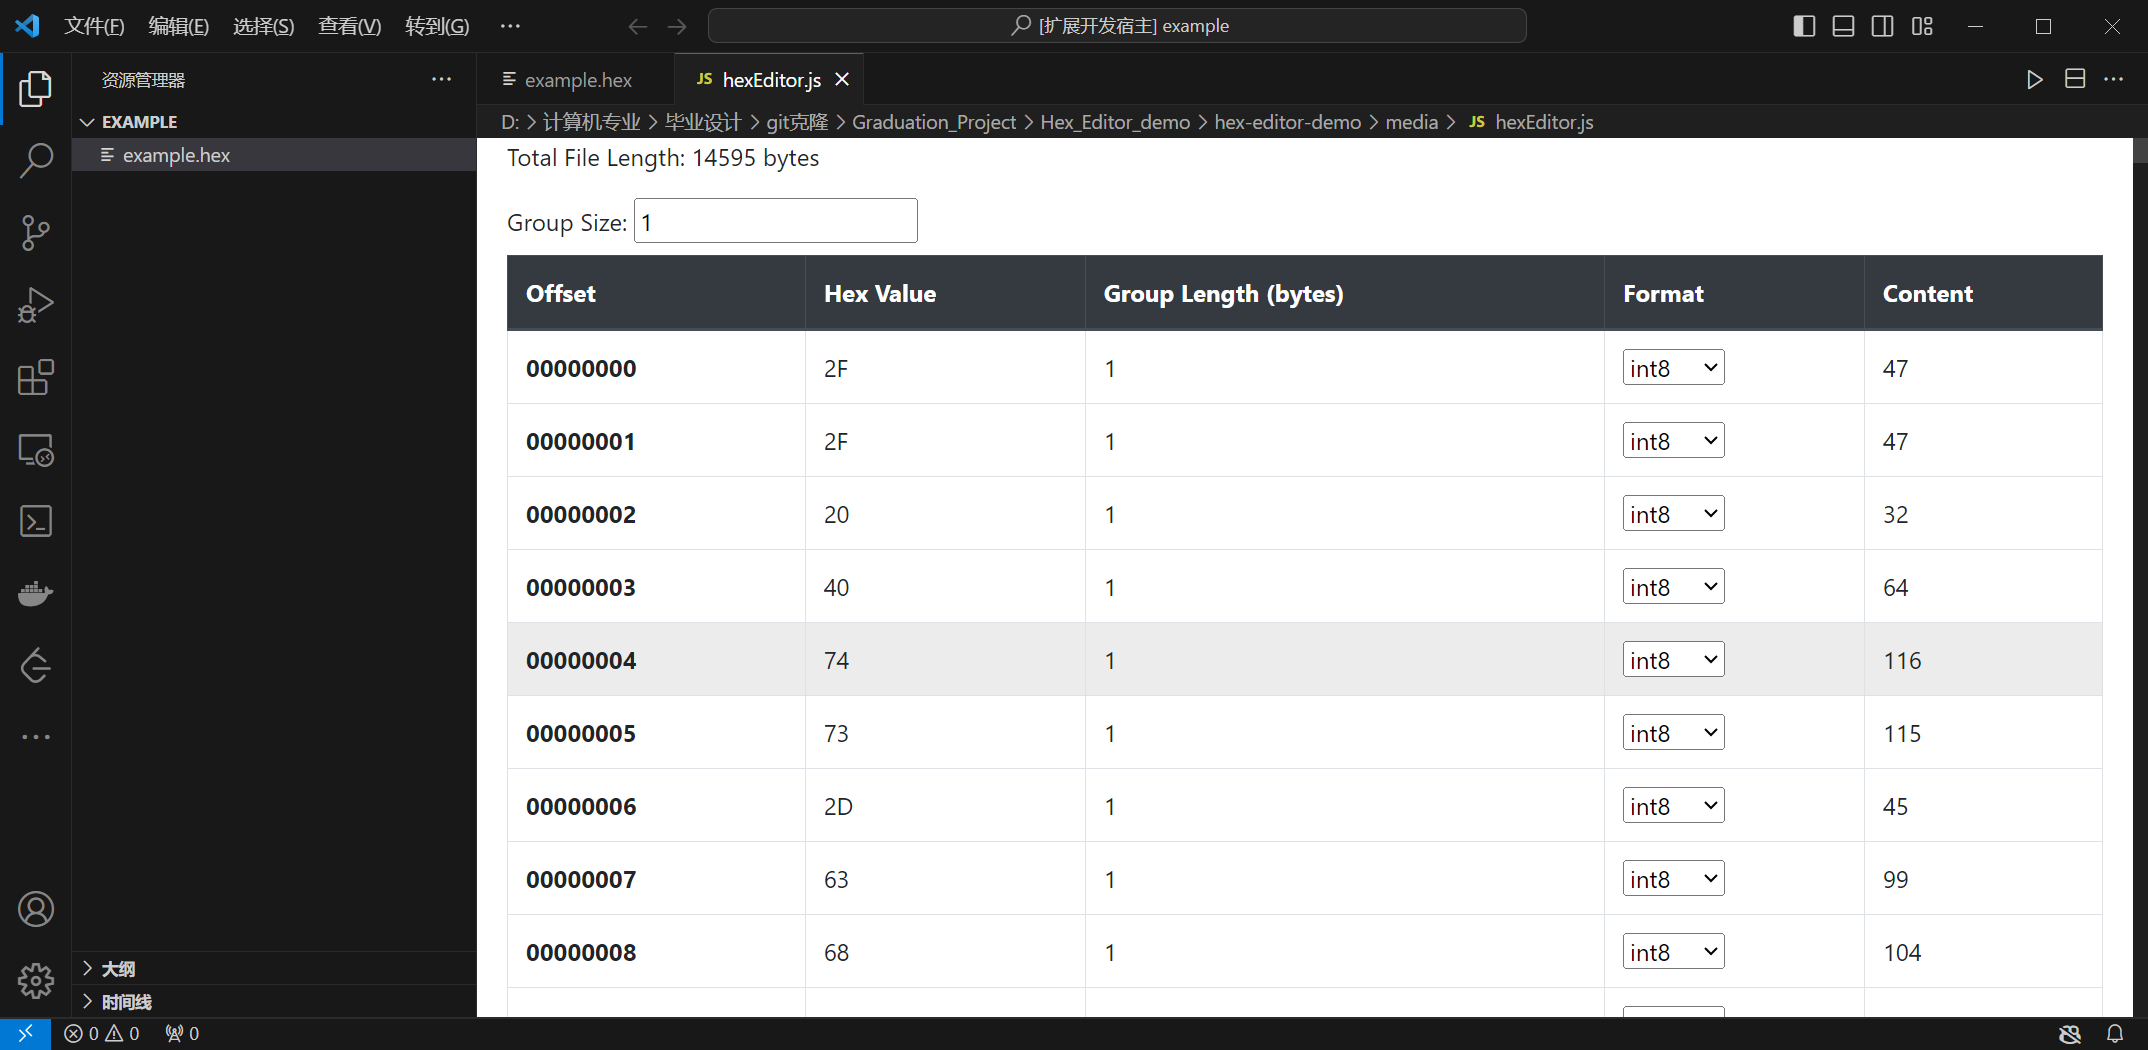 文件(F) 编辑(E) 选择(S) 查看(V) 转到(G) ··· [扩展开发宿主] example
资源管理器
EXAMPLE
example.hex
大纲
时间线
example.hex JS hexEditor.js
D: > 计算机专业 > 毕业设计 > git克隆 > Graduation_Project > Hex_Editor_demo > hex-editor-demo > media > JS hexEditor.js
Total File Length: 14595 bytes
Group Size: 1
Offset Hex Value Group Length (bytes) Format Content
00000000 2F 1 int8 47
00000001 2F 1 int8 47
00000002 20 1 int8 32
00000003 40 1 int8 64
00000004 74 1 int8 116
00000005 73 1 int8 115
00000006 2D 1 int8 45
00000007 63 1 int8 99
00000008 68 1 int8 104
0 0 0